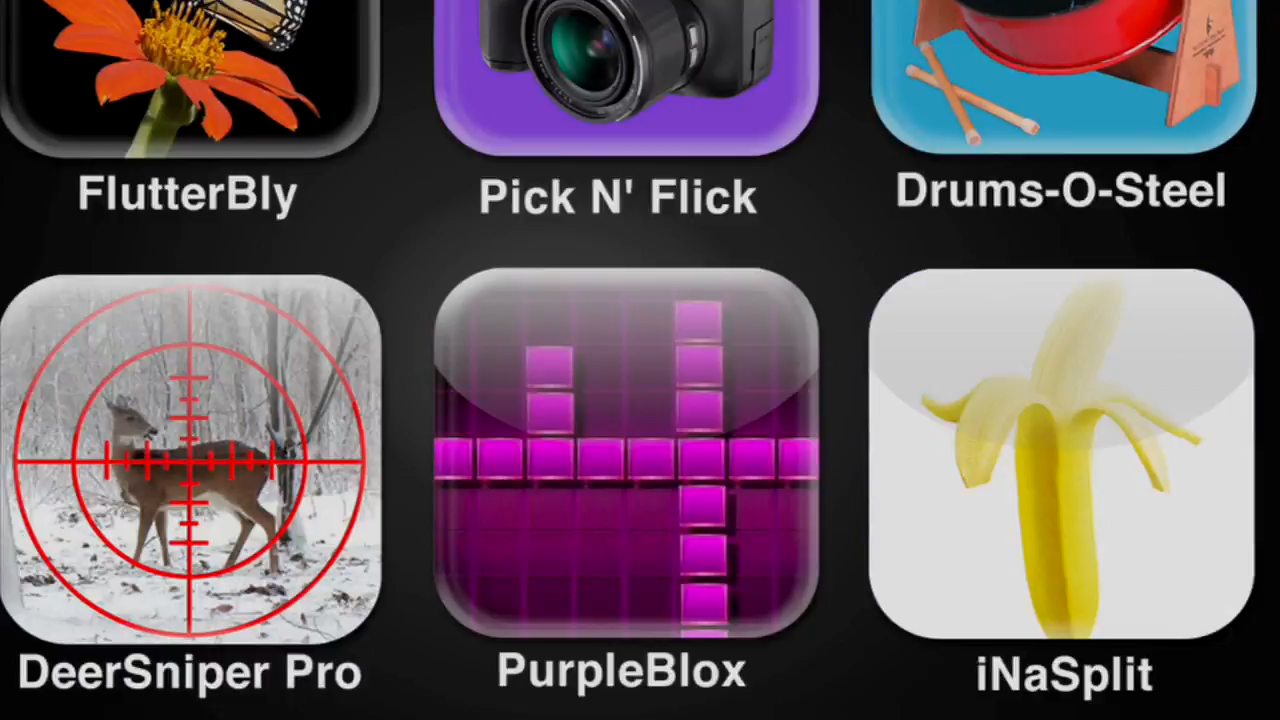 FlutterBly
Pick N' Flick
Drums-O-Steel
DeerSniper Pro
PurpleBlox
iNaSplit